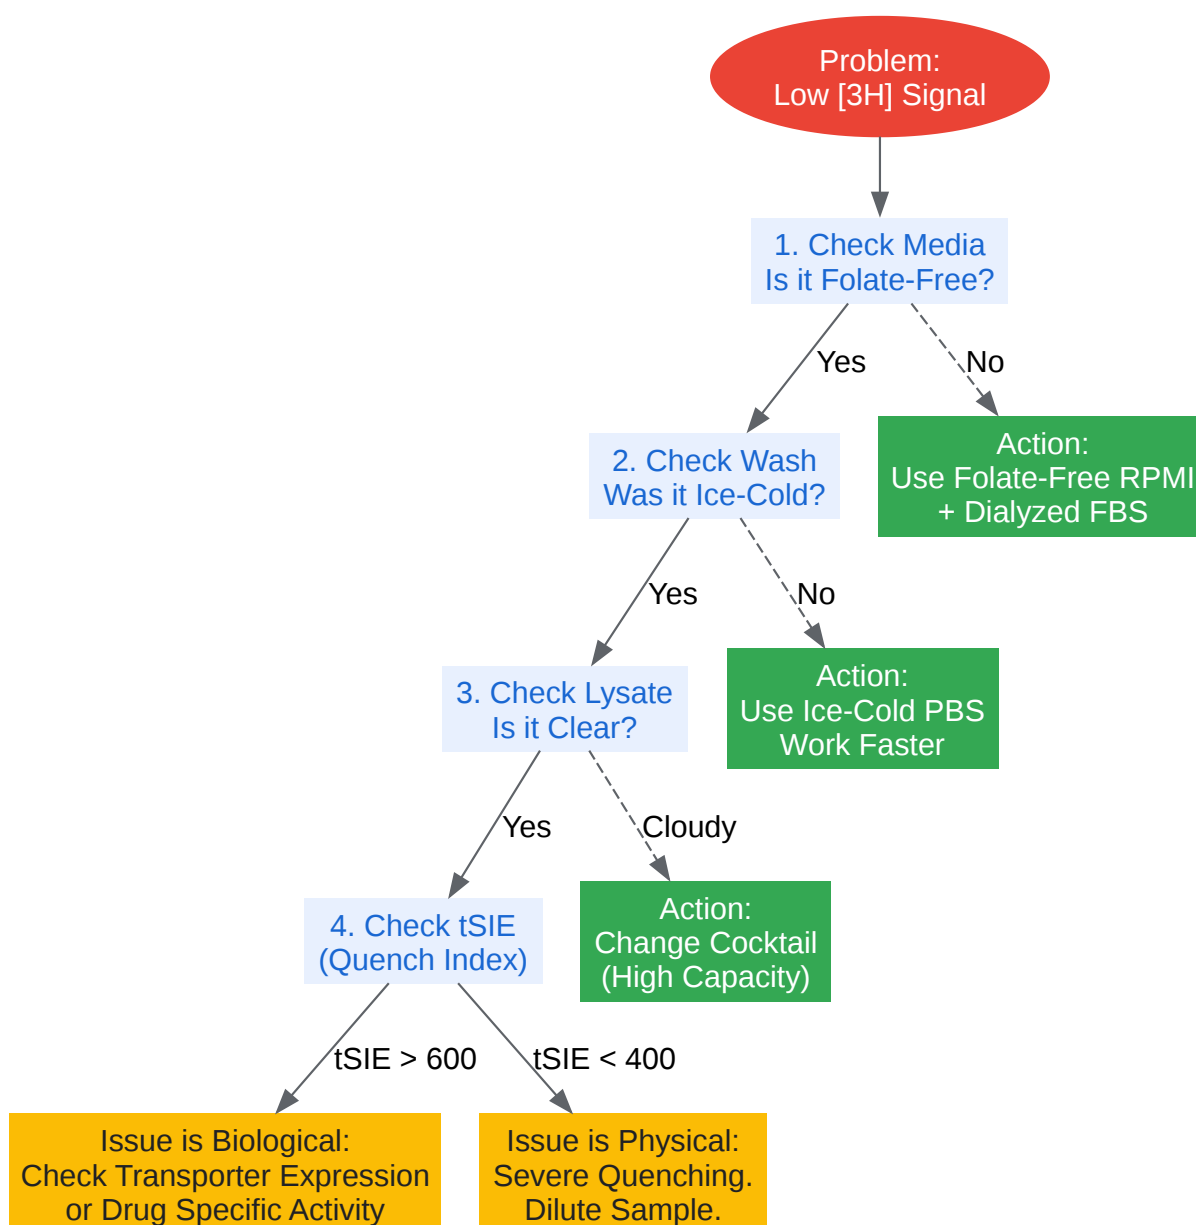 Problem:
Low [3H] Signal
1. Check Media
Is it Folate-Free?
Yes
No
Action:
Use Folate-Free RPMI
+ Dialyzed FBS
2. Check Wash
Was it Ice-Cold?
Yes
No
Action:
Use Ice-Cold PBS
Work Faster
3. Check Lysate
Is it Clear?
Yes
Cloudy
Action:
Change Cocktail
(High Capacity)
4. Check tSIE
(Quench Index)
tSIE > 600
tSIE < 400
Issue is Biological:
Check Transporter Expression
or Drug Specific Activity
Issue is Physical:
Severe Quenching.
Dilute Sample.